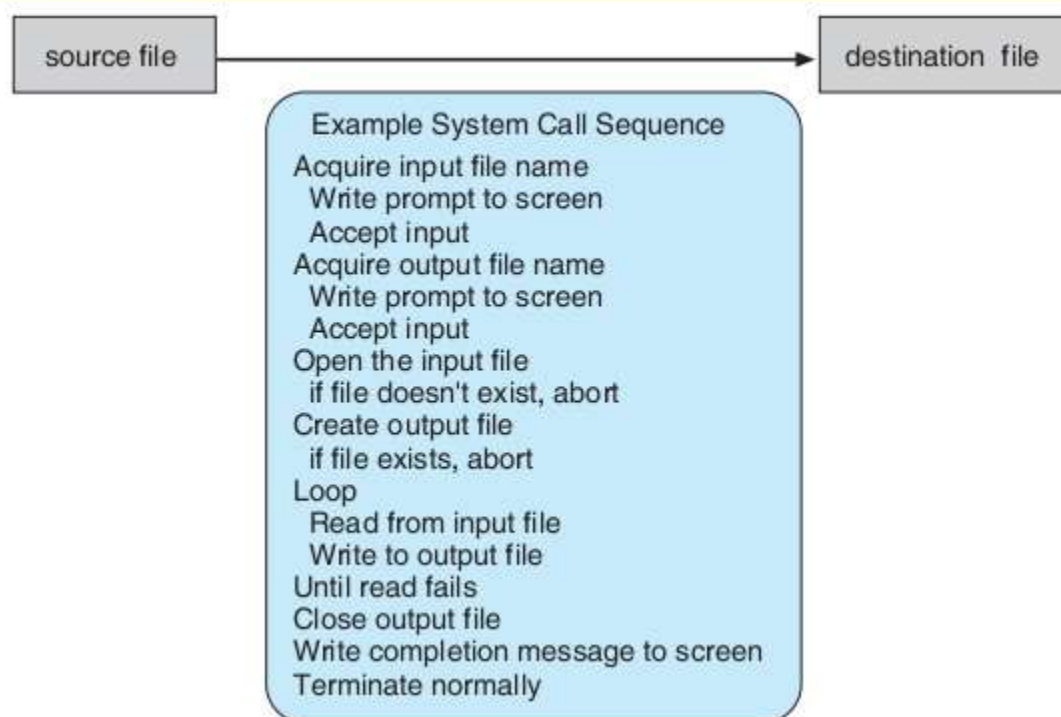 source file
destination file
Example System Call Sequence
Acquire input file name
Write prompt to screen
Accept input
Acquire output file name
Write prompt to screen
Accept input
Open the input file
if file doesn't exist, abort
Create output file
if file exists, abort
Loop
Read from input file
Write to output file
Until read fails
Close output file
Write completion message to screen
Terminate normally